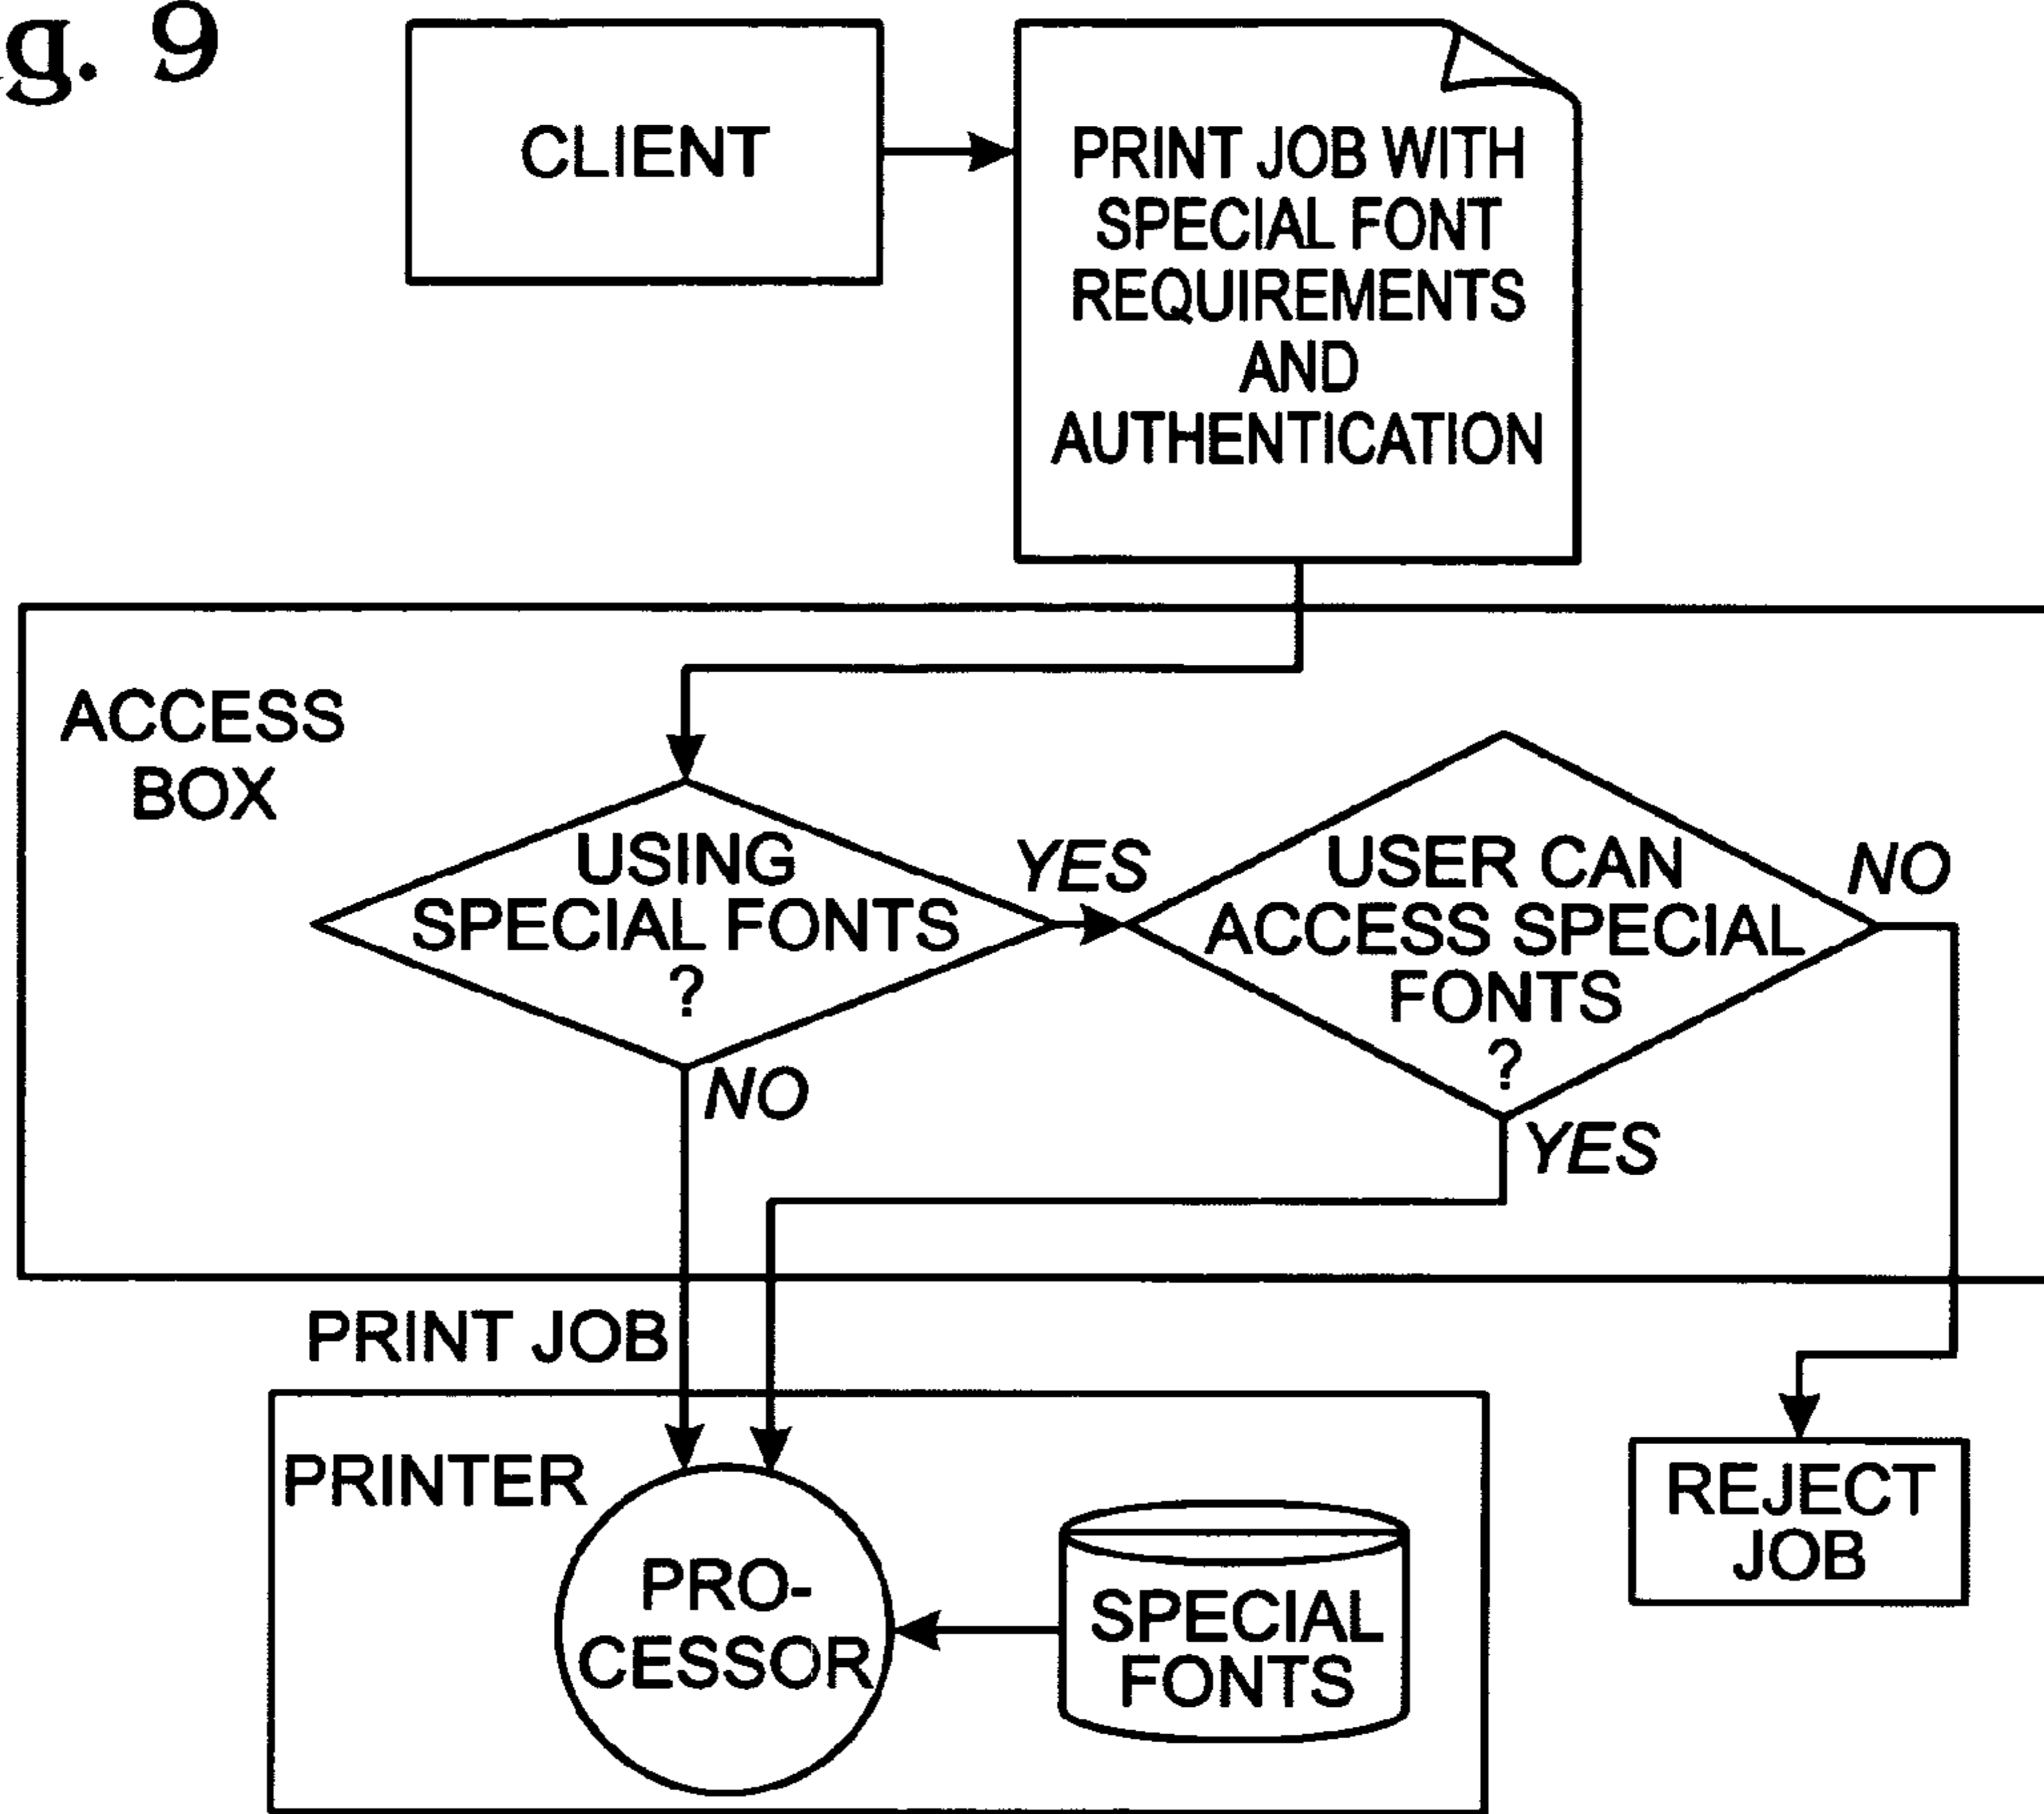 g. 9
CLIENT
PRINT JOB WITH
SPECIAL FONT
REQUIREMENTS
AND
AUTHENTICATION
ACCESS
BOX
USING
SPECIAL FONTS
?
YES
NO
USER CAN
ACCESS SPECIAL
FONTS
?
NO
YES
PRINT JOB
PRINTER
PRO-
CESSOR
SPECIAL
FONTS
REJECT
JOB